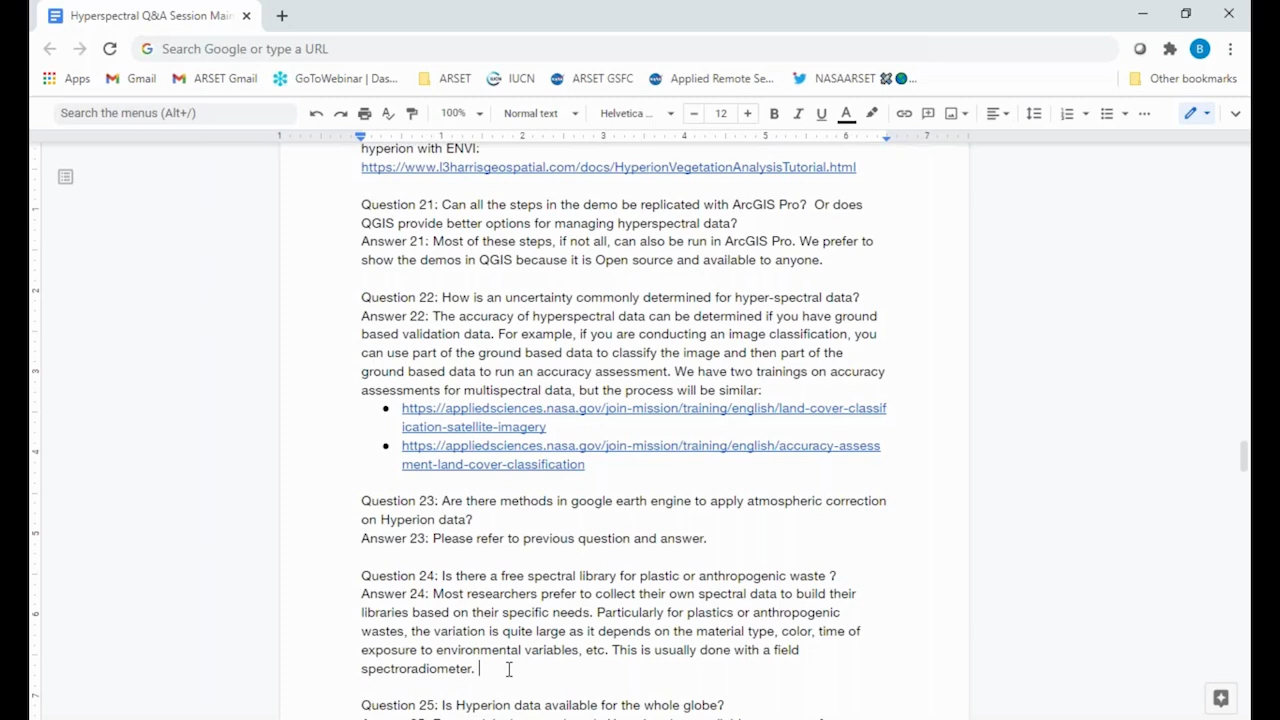 Hyperspectral Q&A Session Main
Search Google or type a URL
B
Apps
Gmail
ARSET Gmail
GoToWebinar | Das...
ARSET
IUCN
ARSET GSFC
Applied Remote Se...
NASAARSET 🛰🌎...
Other bookmarks
Search the menus (Alt+/)
100%
Normal text
Helvetica ...
12
B I U A
1 1 2 3 4 5 6 7
hyperion with ENVI:
https://www.l3harrisgeospatial.com/docs/HyperionVegetationAnalysisTutorial.html
Question 21: Can all the steps in the demo be replicated with ArcGIS Pro?  Or does
QGIS provide better options for managing hyperspectral data?
Answer 21: Most of these steps, if not all, can also be run in ArcGIS Pro. We prefer to
show the demos in QGIS because it is Open source and available to anyone.
Question 22: How is an uncertainty commonly determined for hyper-spectral data?
Answer 22: The accuracy of hyperspectral data can be determined if you have ground
based validation data. For example, if you are conducting an image classification, you
can use part of the ground based data to classify the image and then part of the
ground based data to run an accuracy assessment. We have two trainings on accuracy
assessments for multispectral data, but the process will be similar:
● https://appliedsciences.nasa.gov/join-mission/training/english/land-cover-classif
ication-satellite-imagery
● https://appliedsciences.nasa.gov/join-mission/training/english/accuracy-assess
ment-land-cover-classification
Question 23: Are there methods in google earth engine to apply atmospheric correction
on Hyperion data?
Answer 23: Please refer to previous question and answer.
Question 24: Is there a free spectral library for plastic or anthropogenic waste ?
Answer 24: Most researchers prefer to collect their own spectral data to build their
libraries based on their specific needs. Particularly for plastics or anthropogenic
wastes, the variation is quite large as it depends on the material type, color, time of
exposure to environmental variables, etc. This is usually done with a field
spectroradiometer.
Question 25: Is Hyperion data available for the whole globe?